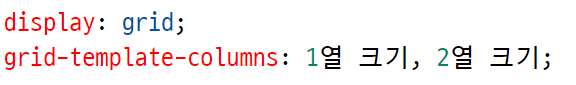 display: grid;
grid-template-columns: 1열 크기, 2열 크기;